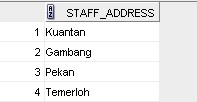 STAFF_ADDRESS
1 Kuantan
2 Gambang
3 Pekan
4 Temerloh